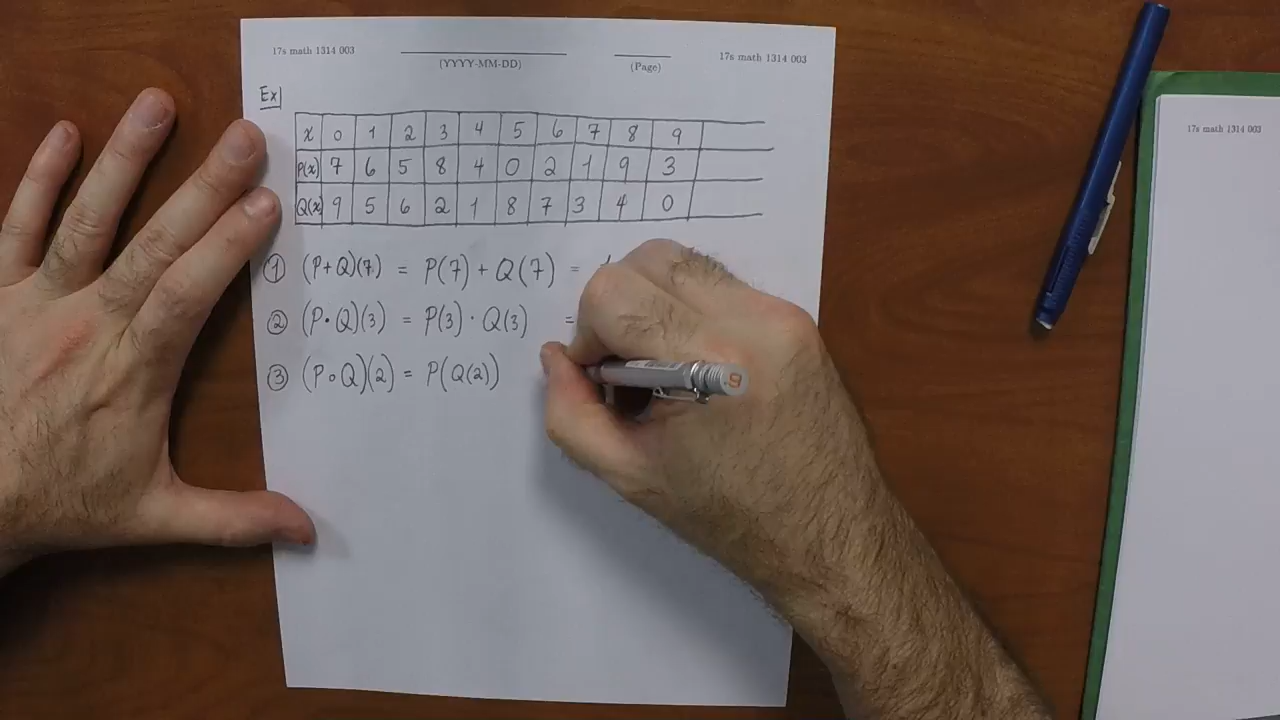 17s math 1314 003
(YYYY-MM-DD)
(Page)
17s math 1314 003
Ex
x 0 1 2 3 4 5 6 7 8 9
P(x) 7 6 5 8 4 0 2 1 9 3
Q(x) 9 5 6 2 1 8 7 3 4 0
① (P+Q)(7) = P(7) + Q(7) =
② (P·Q)(3) = P(3) · Q(3) =
③ (P∘Q)(2) = P(Q(2))
17s math 1314 003